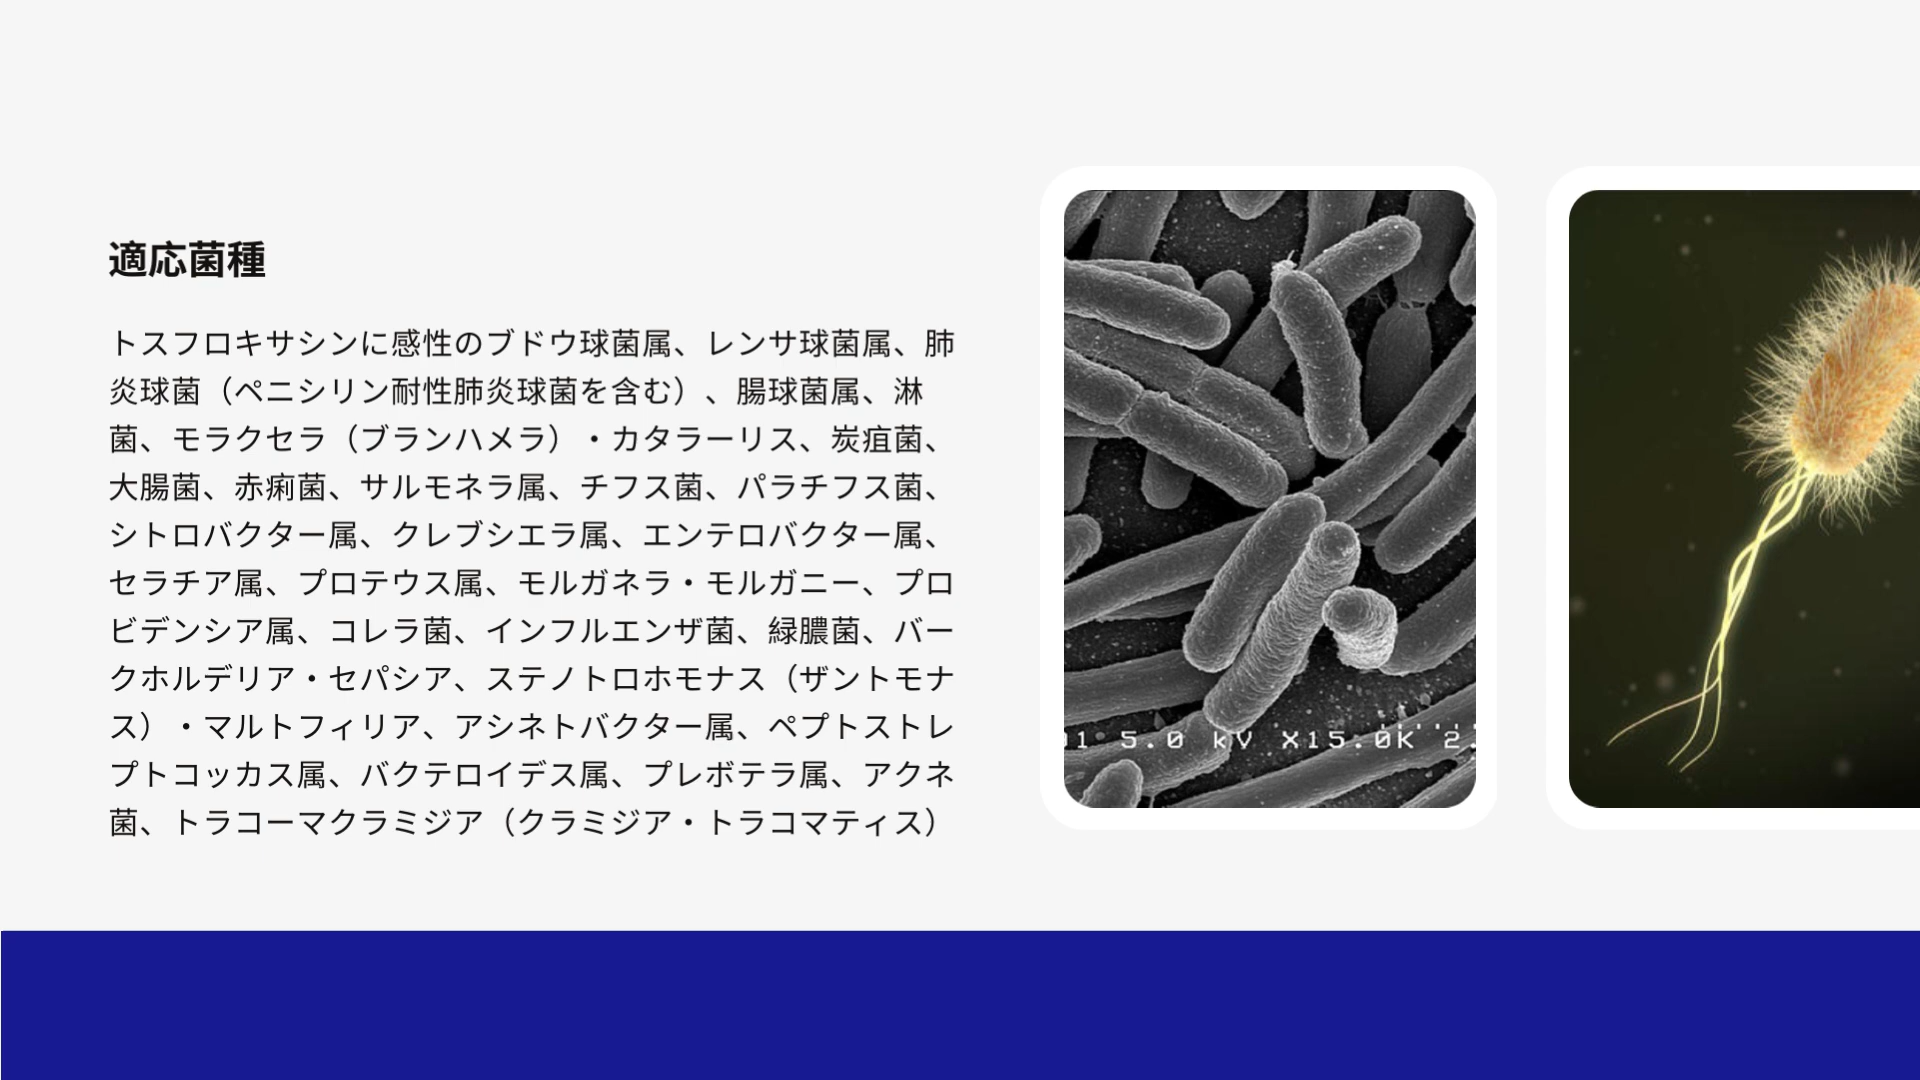 適応菌種
トスフロキサシンに感性のブドウ球菌属、レンサ球菌属、肺
炎球菌（ペニシリン耐性肺炎球菌を含む）、腸球菌属、淋
菌、モラクセラ（ブランハメラ）・カタラーリス、炭疽菌、
大腸菌、赤痢菌、サルモネラ属、チフス菌、パラチフス菌、
シトロバクター属、クレブシエラ属、エンテロバクター属、
セラチア属、プロテウス属、モルガネラ・モルガニー、プロ
ビデンシア属、コレラ菌、インフルエンザ菌、緑膿菌、バー
クホルデリア・セパシア、ステノトロホモナス（ザントモナ
ス）・マルトフィリア、アシネトバクター属、ペプトストレ
プトコッカス属、バクテロイデス属、プレボテラ属、アクネ
菌、トラコーマクラミジア（クラミジア・トラコマティス）
1 5.0 kV X15.0K 2.